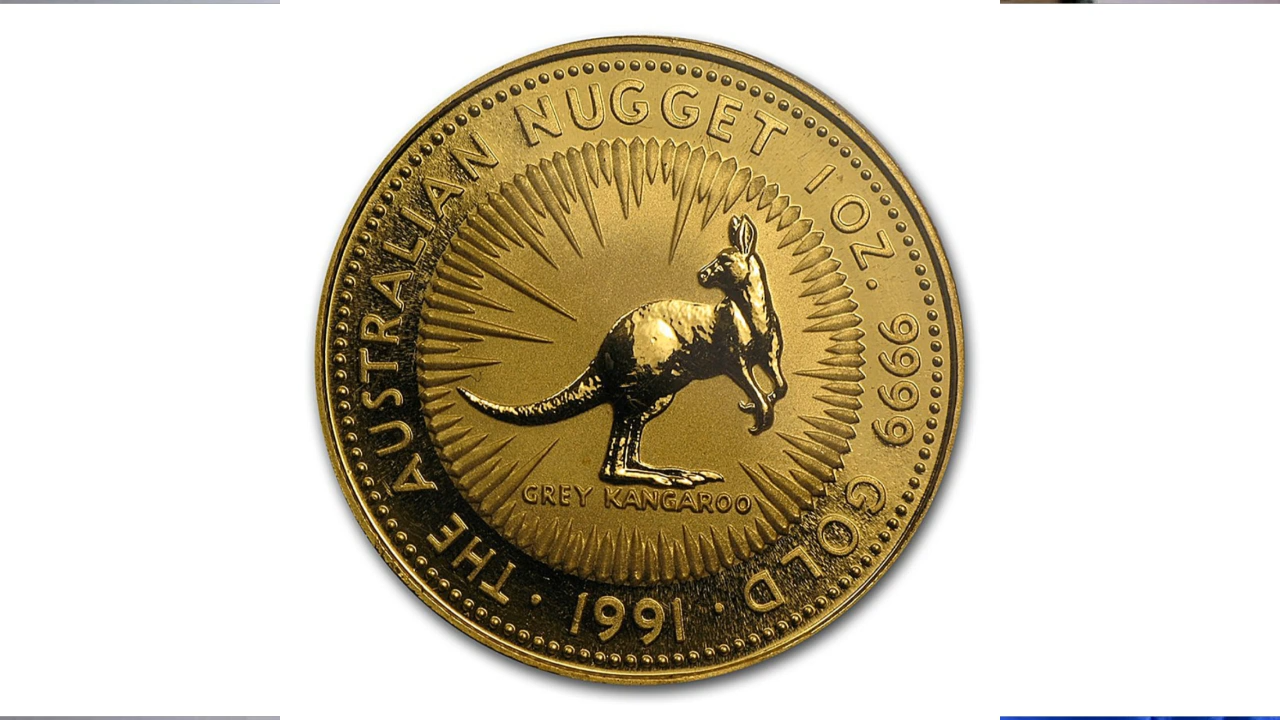 THE AUSTRALIAN NUGGET 1 OZ. 9999 GOLD
· 1991 ·
GREY KANGAROO